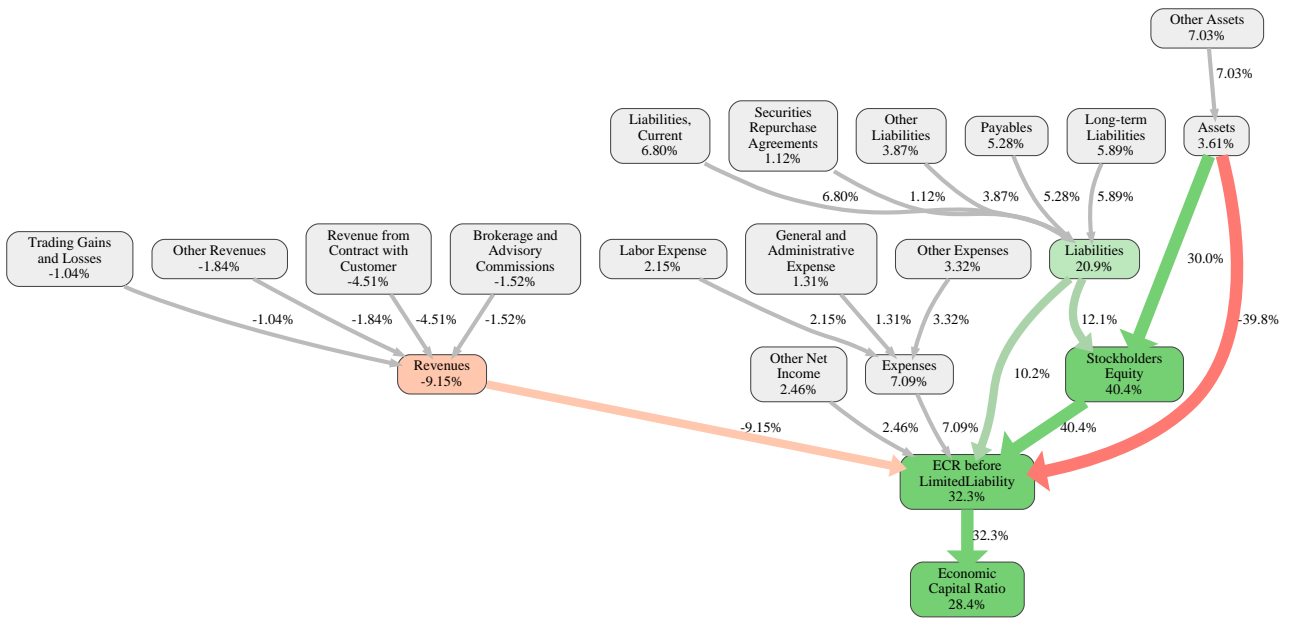 Other Assets
7.03%
7.03%
Liabilities,
Current
6.80%
Securities
Repurchase
Agreements
1.12%
Other
Liabilities
3.87%
Payables
5.28%
Long-term
Liabilities
5.89%
Assets
3.61%
6.80%
1.12%
3.87%
5.28%
5.89%
Trading Gains
and Losses
-1.04%
Other Revenues
-1.84%
Revenue from
Contract with
Customer
-4.51%
Brokerage and
Advisory
Commissions
-1.52%
Labor Expense
2.15%
General and
Administrative
Expense
1.31%
Other Expenses
3.32%
Liabilities
20.9%
30.0%
-1.04%
-1.84%
-4.51%
-1.52%
2.15%
1.31%
3.32%
12.1%
-39.8%
Revenues
-9.15%
Other Net
Income
2.46%
Expenses
7.09%
10.2%
Stockholders
Equity
40.4%
-9.15%
2.46%
7.09%
40.4%
ECR before
LimitedLiability
32.3%
32.3%
Economic
Capital Ratio
28.4%